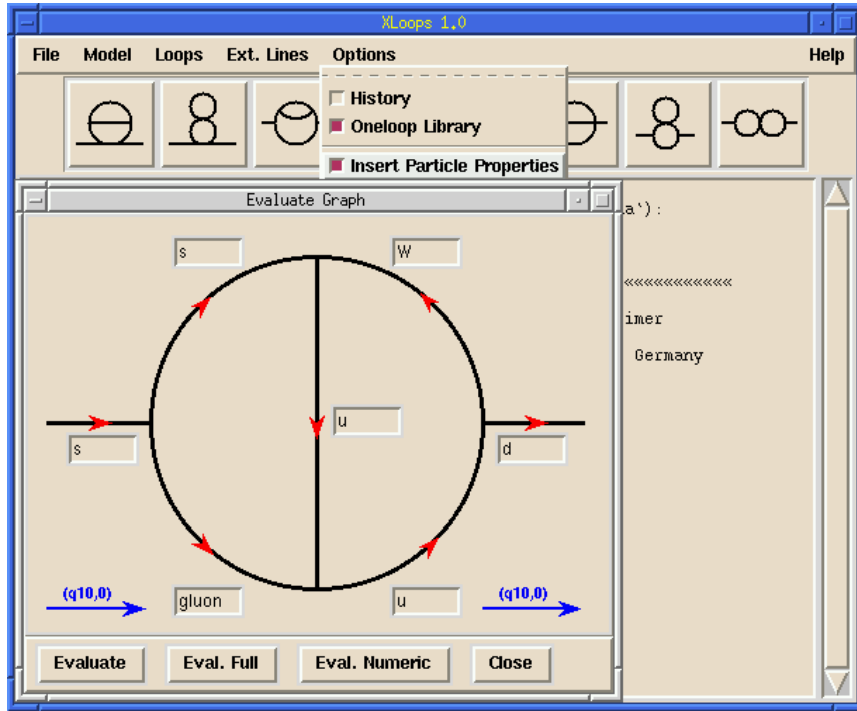 XLoops 1.0
File Model Loops Ext. Lines Options Help
History
Oneloop Library
Insert Particle Properties
Evaluate Graph
a`):
«««««««««««
imer
Germany
s W
u
s d
(q10,0) gluon u (q10,0)
Evaluate Eval. Full Eval. Numeric Close